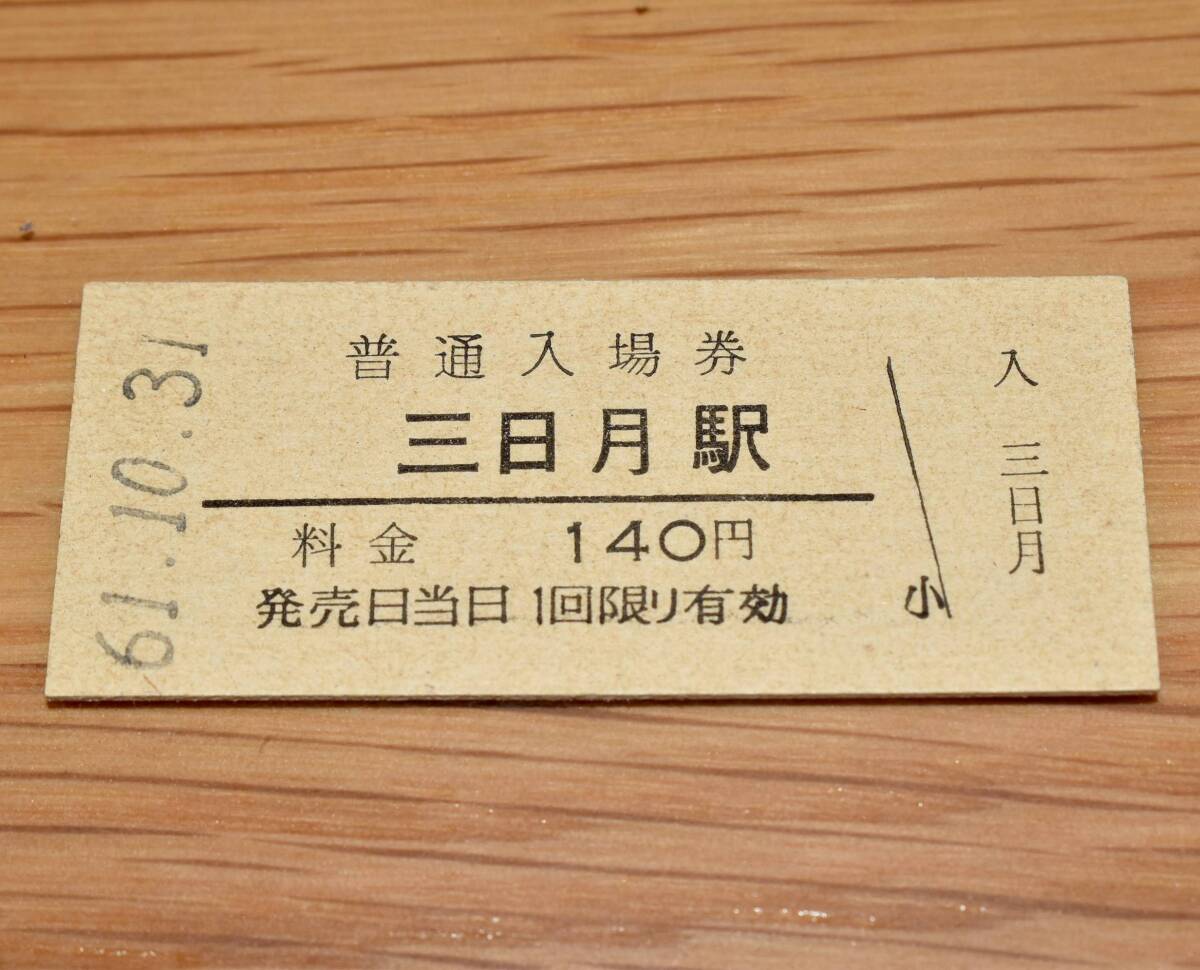 61.10.31
普通入場券
三日月駅
料金 140円
発売日当日1回限り有効
小
入
三日月